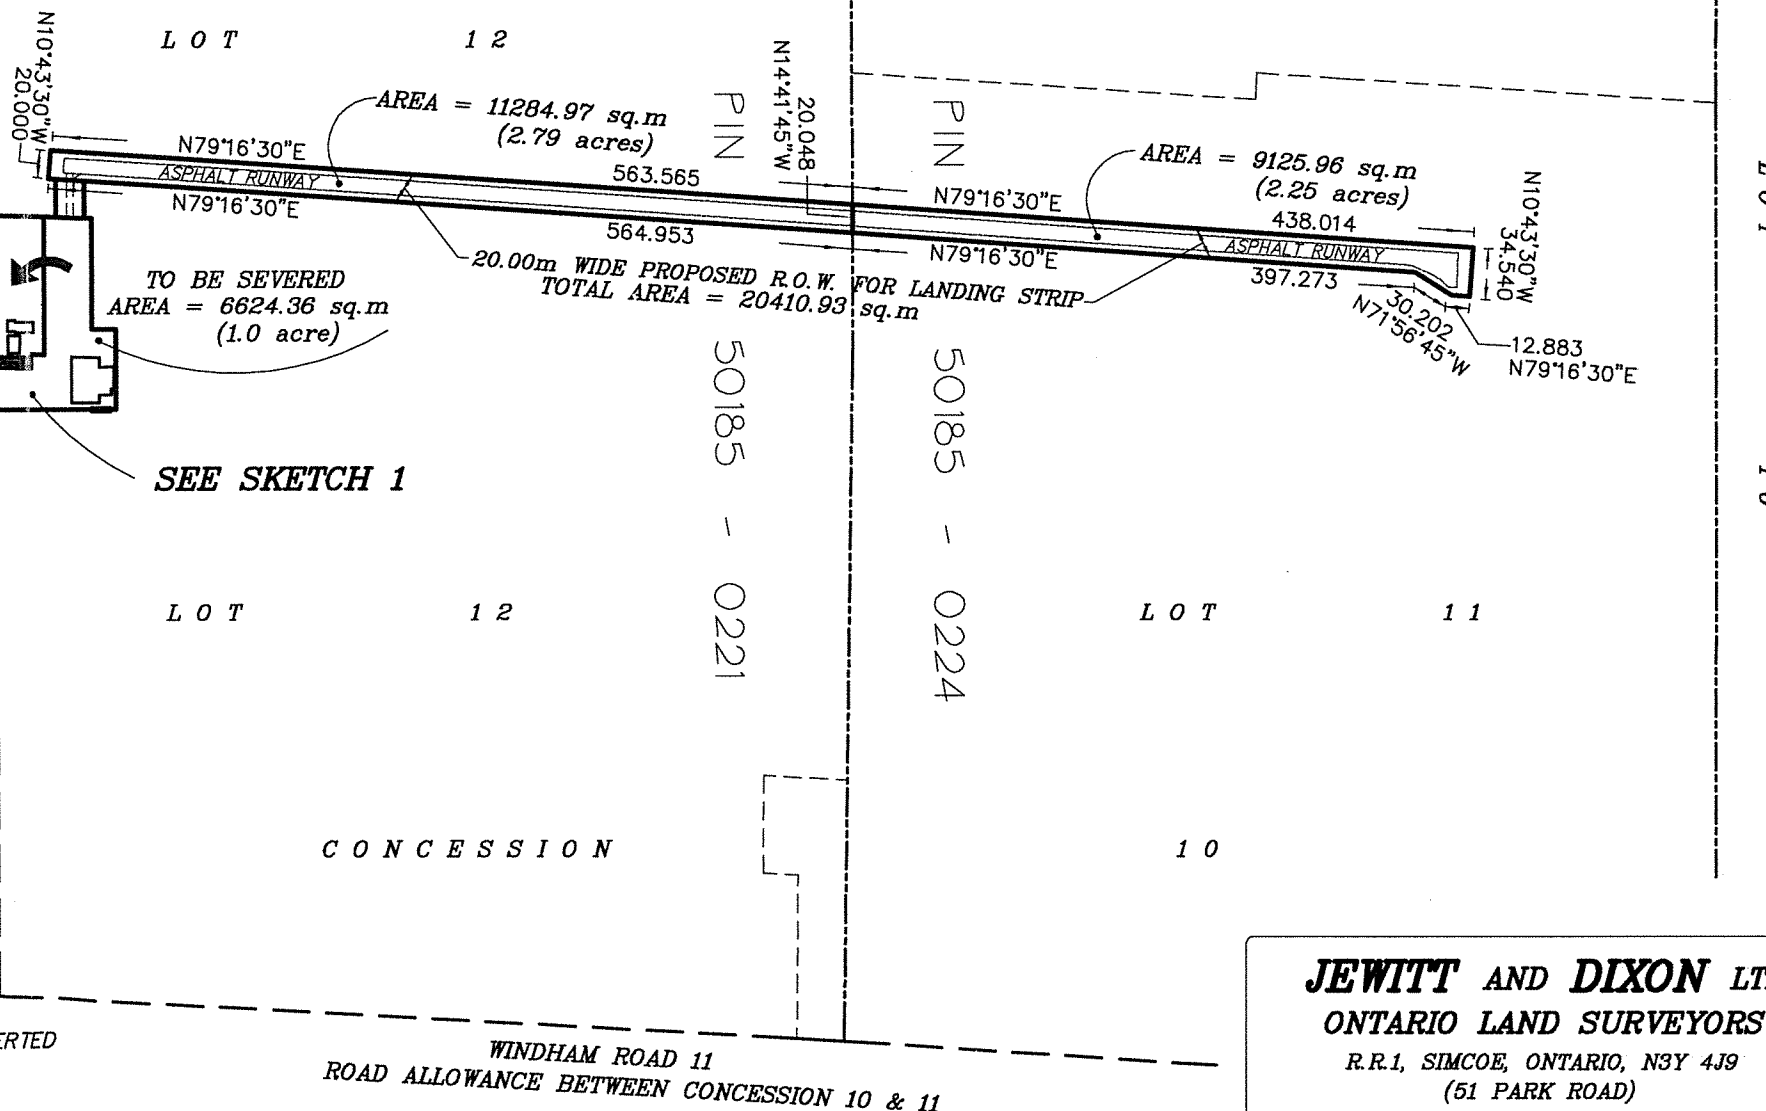 LOT 12
N10°43'30"W
20.000
AREA = 11284.97 sq.m
(2.79 acres)
N79°16'30"E
563.565
ASPHALT RUNWAY
N79°16'30"E
564.953
N14°41'45"W
20.048
PIN 50185 - 0221
PIN 50185 - 0224
AREA = 9125.96 sq.m
(2.25 acres)
N79°16'30"E
438.014
ASPHALT RUNWAY
N79°16'30"E
397.273
N10°43'30"W
34.540
30.202
N71°56'45"W
12.883
N79°16'30"E
20.00m WIDE PROPOSED R.O.W. FOR LANDING STRIP
TOTAL AREA = 20410.93 sq.m
TO BE SEVERED
AREA = 6624.36 sq.m
(1.0 acre)
SEE SKETCH 1
LOT 12
LOT 11
CONCESSION 10
WINDHAM ROAD 11
ROAD ALLOWANCE BETWEEN CONCESSION 10 & 11
JEWITT AND DIXON
ONTARIO LAND SURVEYORS
R.R.1, SIMCOE, ONTARIO, N3Y 4J9
(51 PARK ROAD)